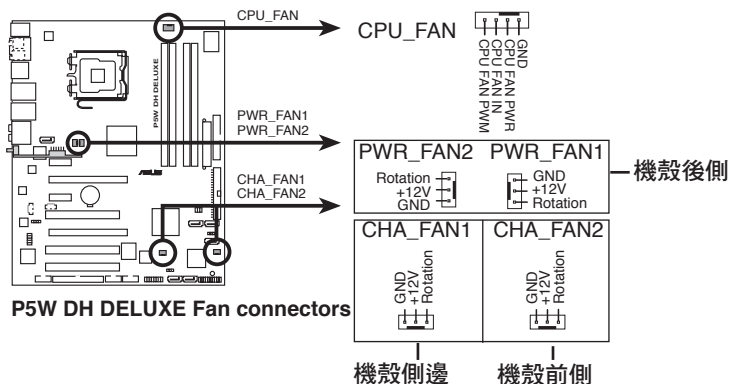 CPU_FAN
PWR_FAN1
PWR_FAN2
CHA_FAN1
CHA_FAN2
P5W DH DELUXE
ASUS
P5W DH DELUXE Fan connectors
CPU_FAN
GND
CPU FAN PWR
CPU FAN IN
CPU FAN PWM
PWR_FAN2
Rotation
+12V
GND
PWR_FAN1
GND
+12V
Rotation
機殼後側
CHA_FAN1
GND
+12V
Rotation
CHA_FAN2
GND
+12V
Rotation
機殼側邊
機殼前側